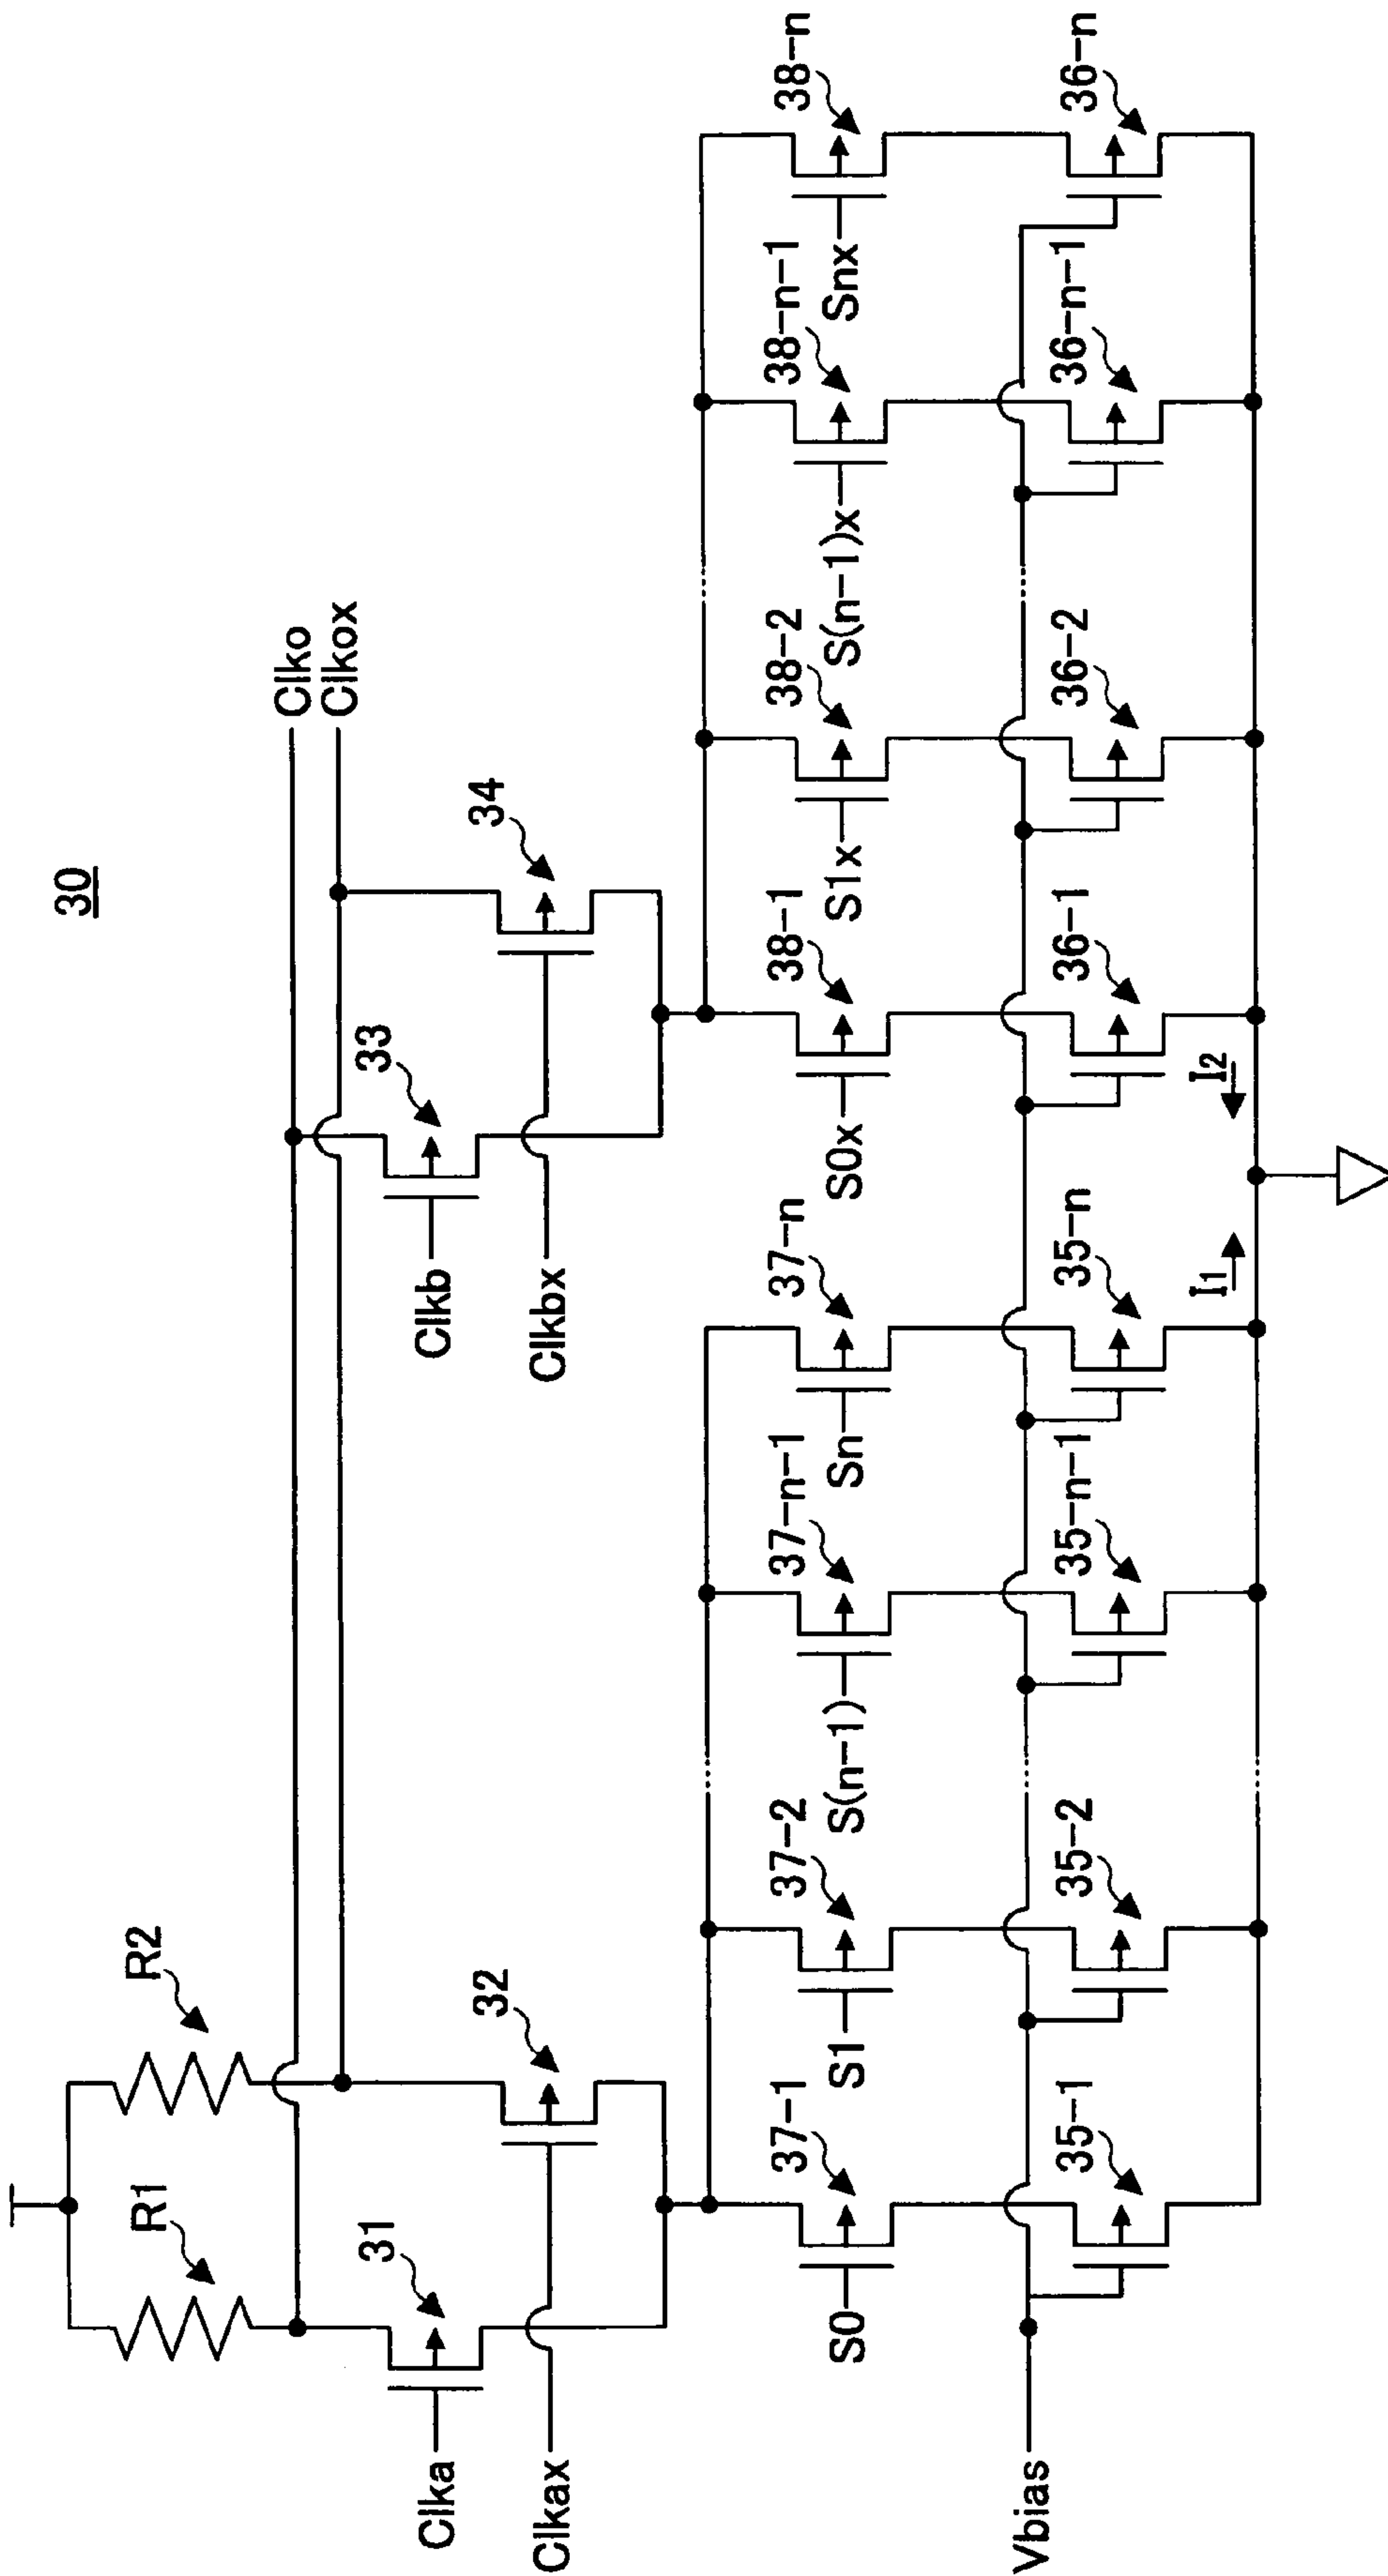 30
R1
R2
Clko
Clkox
31
32
33
34
Clka
Clkax
Clkb
Clkbx
37-1
37-2
37-n-1
37-n
38-1
38-2
38-n-1
38-n
S0
S1
S(n-1)
Sn
S0x
S1x
S(n-1)x
Snx
Vbias
35-1
35-2
35-n-1
35-n
36-1
36-2
36-n-1
36-n
I1
I2